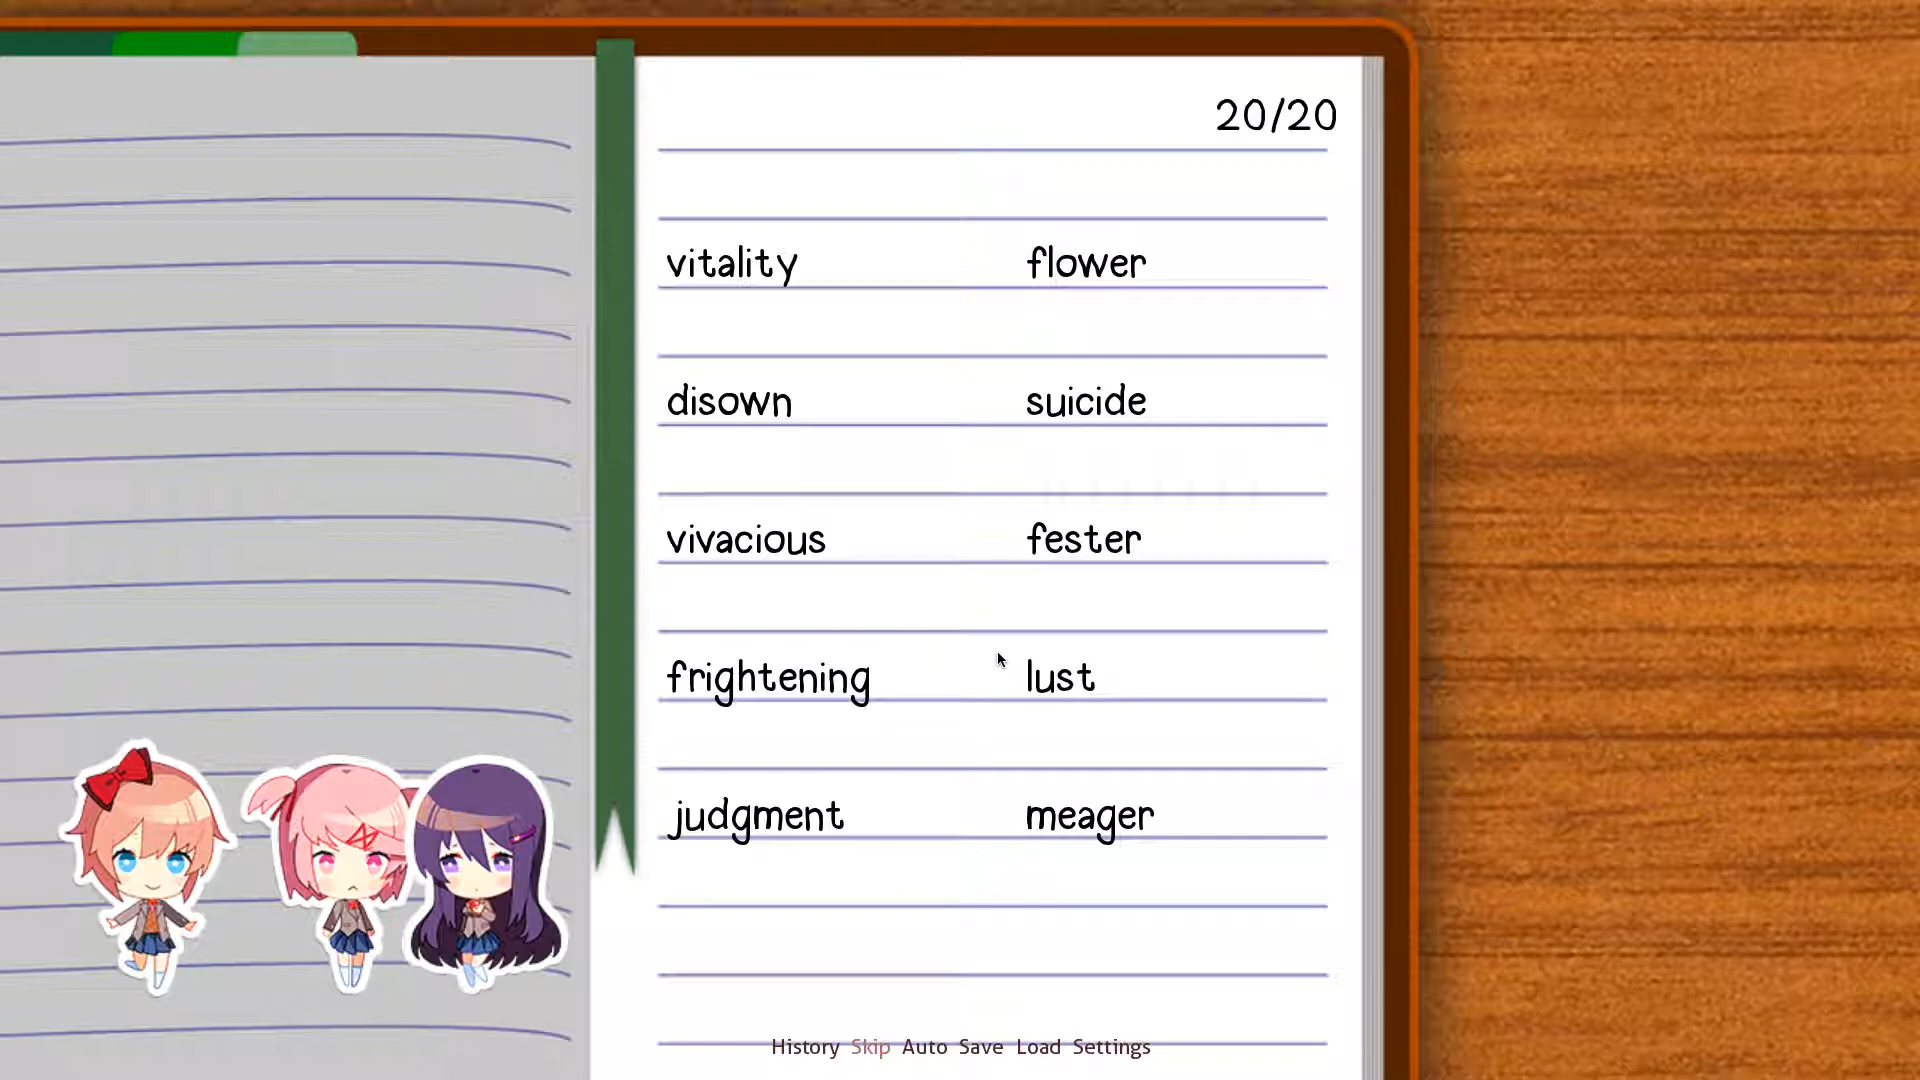 20/20
vitality flower
disown suicide
vivacious fester
frightening lust
judgment meager
History Skip Auto Save Load Settings